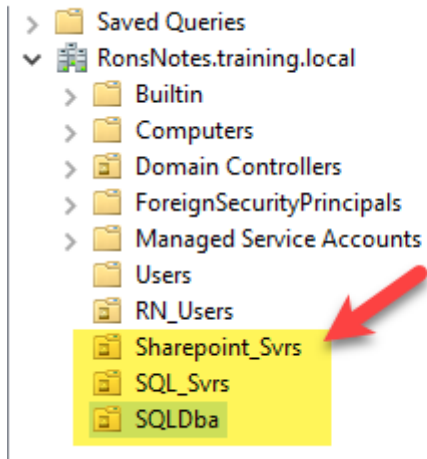 Saved Queries
RonsNotes.training.local
Builtin
Computers
Domain Controllers
ForeignSecurityPrincipals
Managed Service Accounts
Users
RN_Users
Sharepoint_Svrs
SQL_Svrs
SQLDba